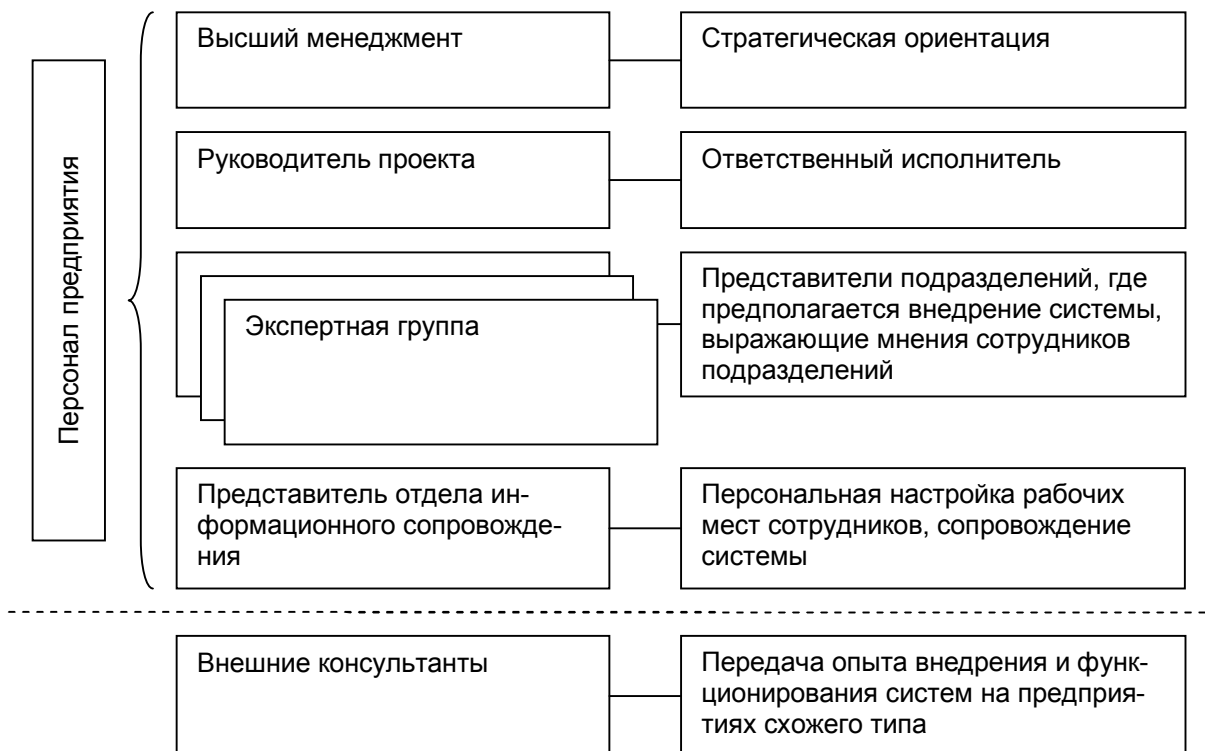 Персонал предприятия
Высший менеджмент
Стратегическая ориентация
Руководитель проекта
Ответственный исполнитель
Экспертная группа
Представители подразделений, где
предполагается внедрение системы,
выражающие мнения сотрудников
подразделений
Представитель отдела ин-
формационного сопровожде-
ния
Персональная настройка рабочих
мест сотрудников, сопровождение
системы
Внешние консультанты
Передача опыта внедрения и функ-
ционирования систем на предприя-
тиях схожего типа